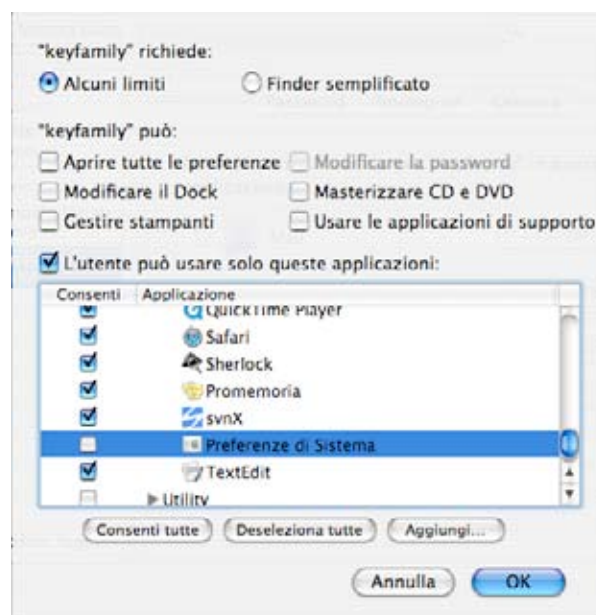 "keyfamily" richiede:
Alcuni limiti Finder semplificato
"keyfamily" può:
Aprire tutte le preferenze Modificare la password
Modificare il Dock Masterizzare CD e DVD
Gestire stampanti Usare le applicazioni di supporto
L'utente può usare solo queste applicazioni:
Consenti Applicazione
QuickTime Player
Safari
Sherlock
Promemoria
svnX
Preferenze di Sistema
TextEdit
Utility
Consenti tutte Deseleziona tutte Aggiungi...
Annulla OK